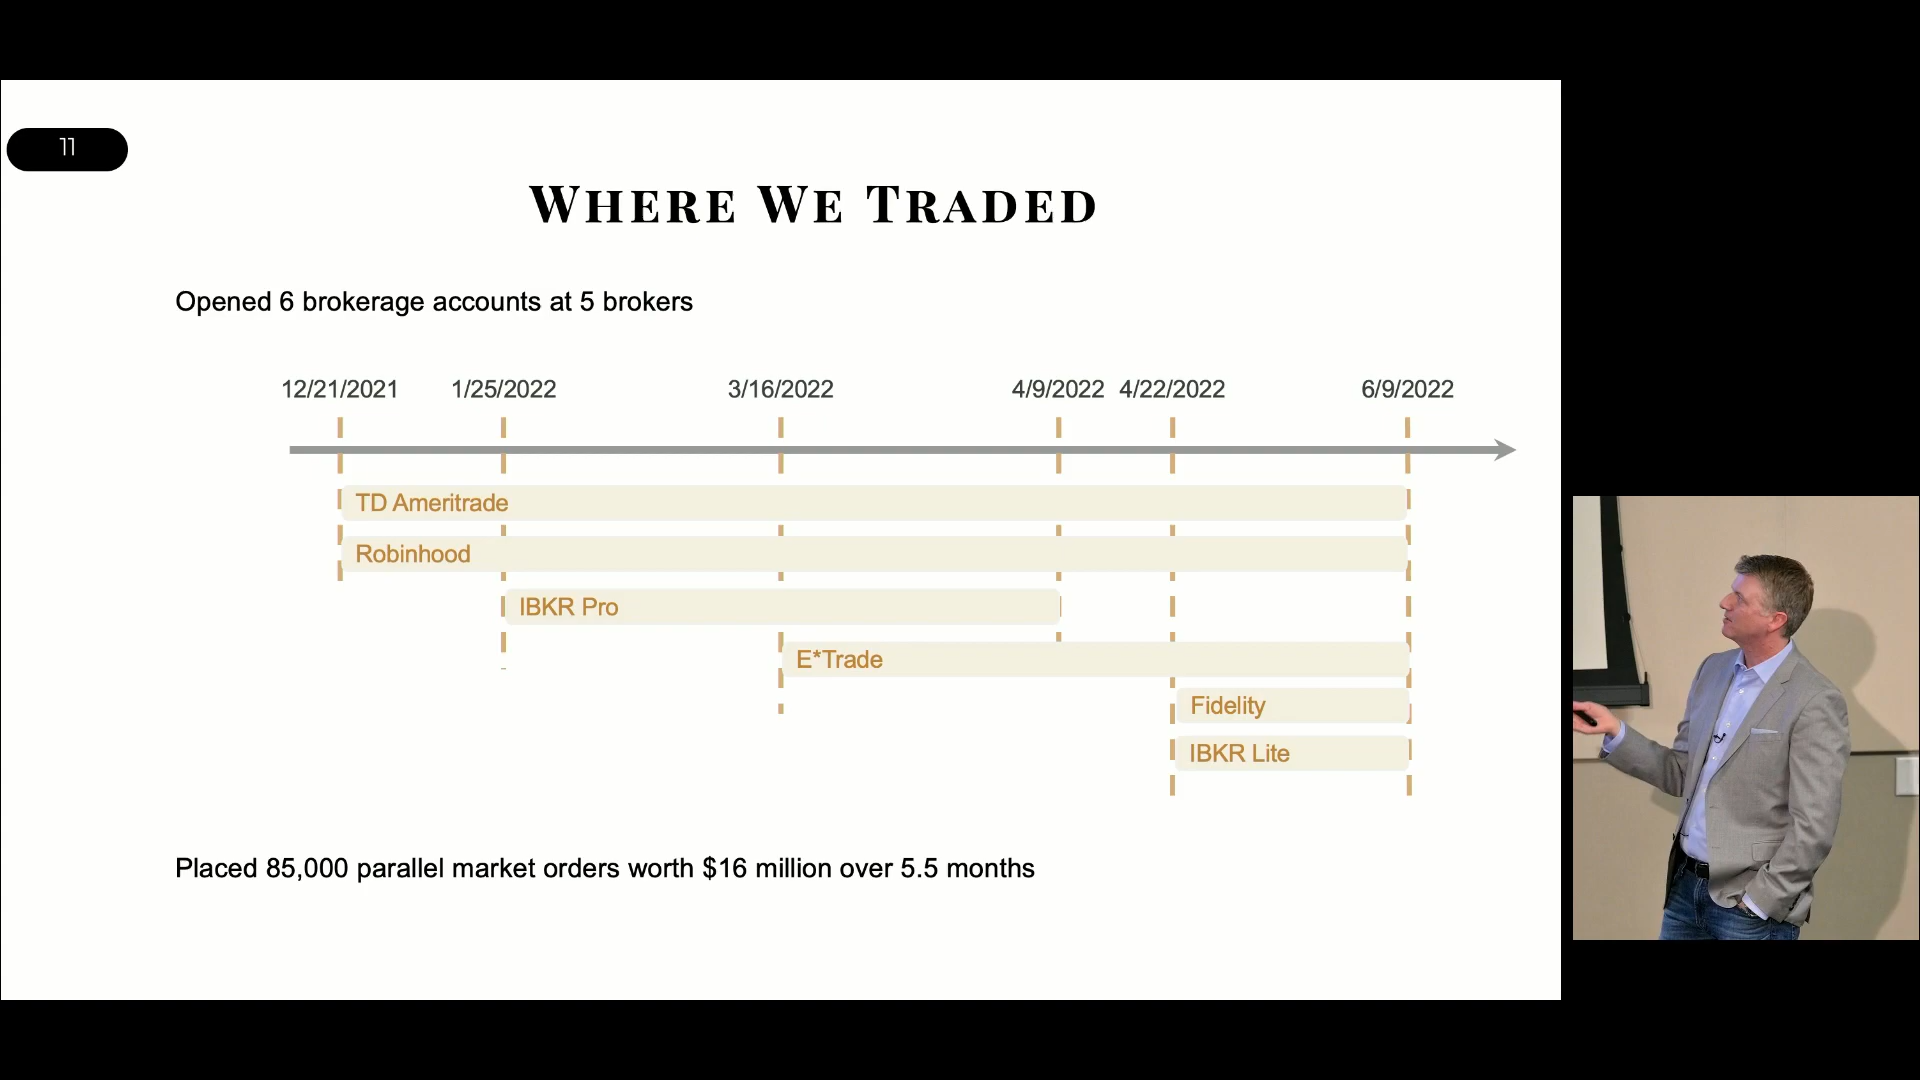 11
WHERE WE TRADED
Opened 6 brokerage accounts at 5 brokers
12/21/2021 1/25/2022 3/16/2022 4/9/2022 4/22/2022 6/9/2022
TD Ameritrade
Robinhood
IBKR Pro
E*Trade
Fidelity
IBKR Lite
Placed 85,000 parallel market orders worth $16 million over 5.5 months